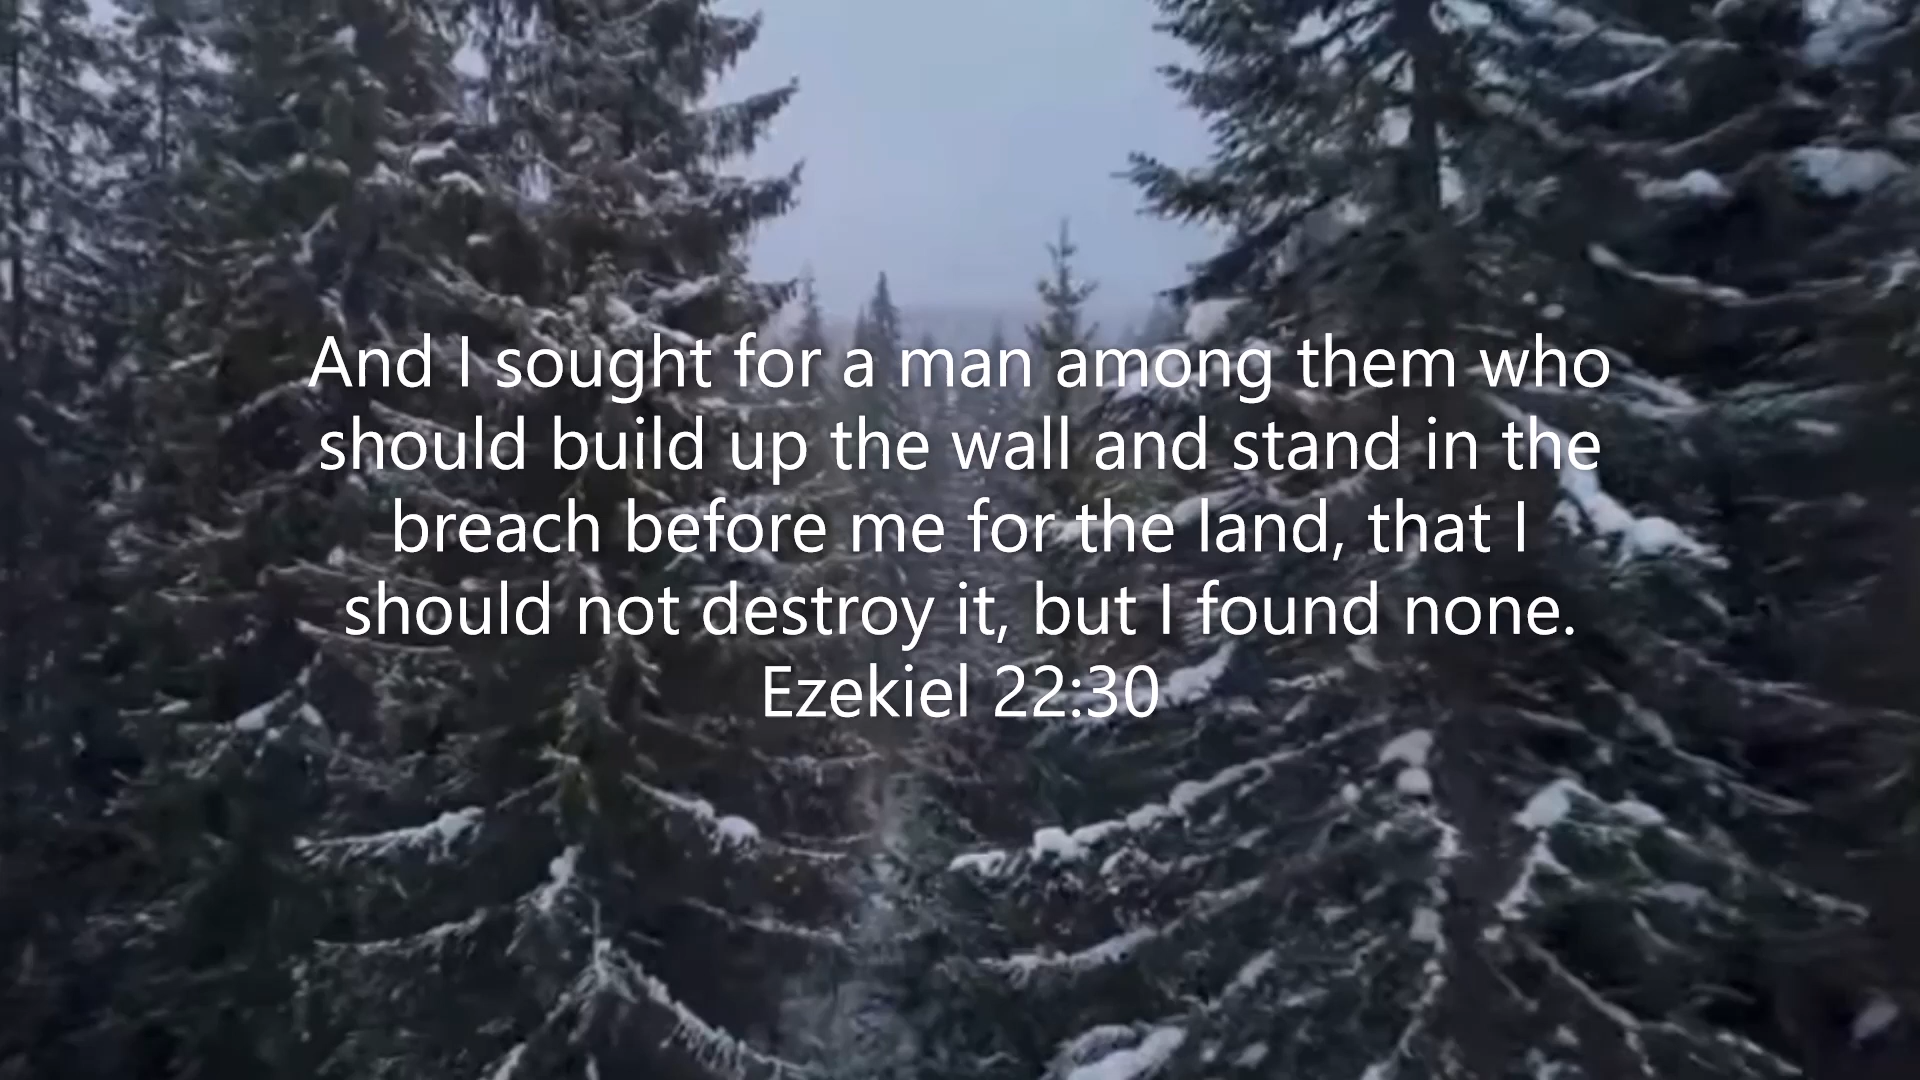 And I sought for a man among them who
should build up the wall and stand in the
breach before me for the land, that I
should not destroy it, but I found none.
Ezekiel 22:30